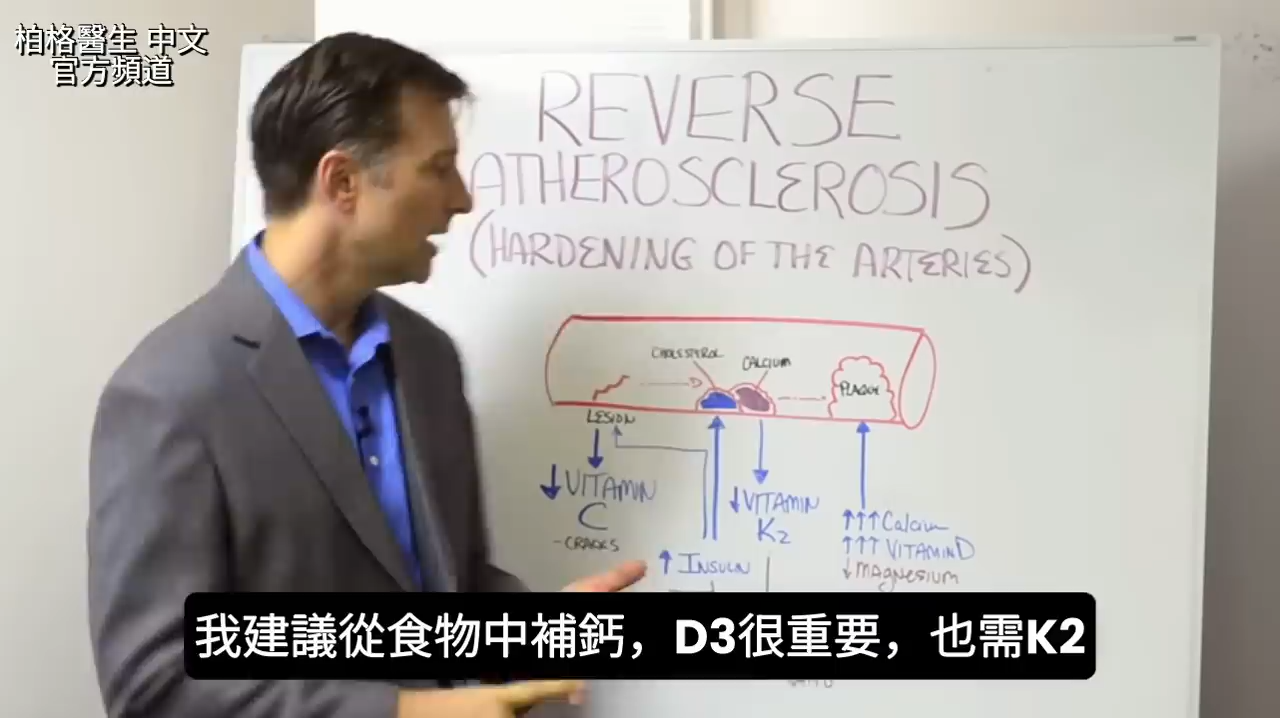 柏格醫生 中文
官方頻道
REVERSE
ATHEROSCLEROSIS
(HARDENING OF THE ARTERIES)
CHOLESTEROL
CALCIUM
PLAQUE
LESION
↓VITAMIN
C
-CRACKS
↓VITAMIN
K2
↑ INSULIN
↑↑↑Calcium
↑↑↑ VITAMIN D
↓MAGNESIUM
我建議從食物中補鈣，D3很重要，也需K2